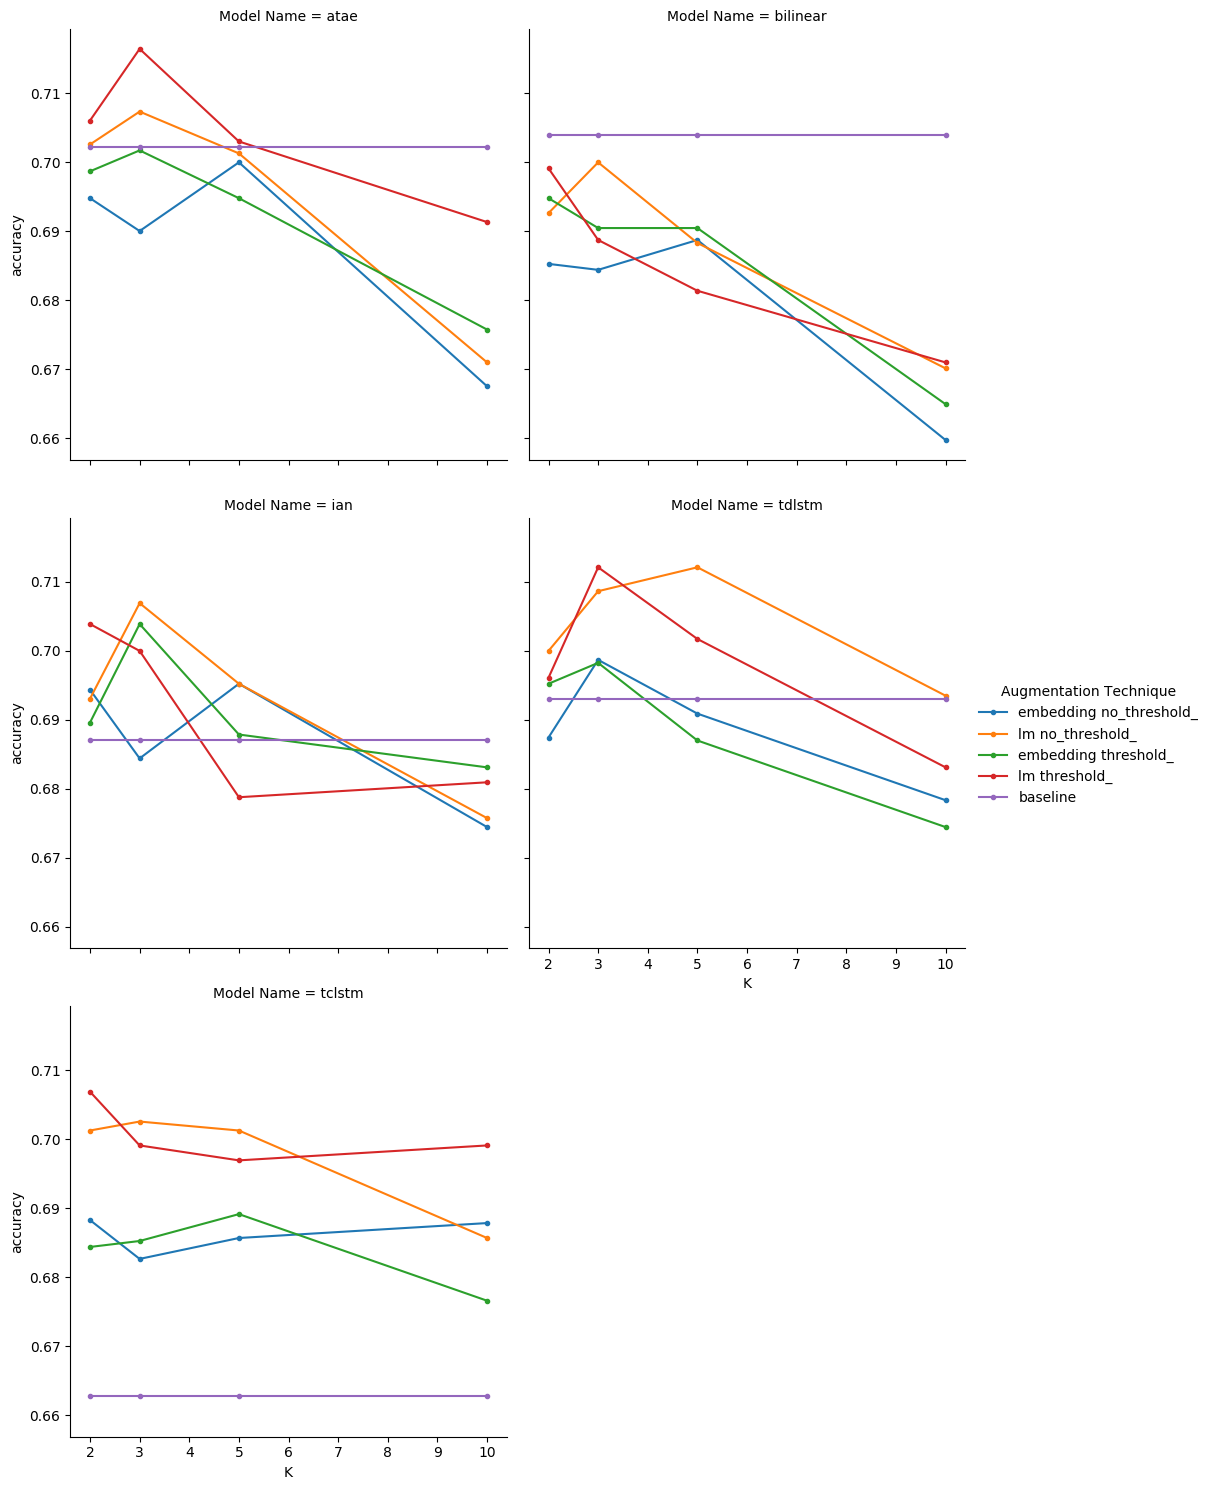 Model Name = atae
Model Name = bilinear
0.71
0.70
0.69
0.68
0.67
0.66
accuracy
Model Name = ian
Model Name = tdlstm
0.71
0.70
0.69
0.68
0.67
0.66
accuracy
2 3 4 5 6 7 8 9 10
K
Augmentation Technique
embedding no_threshold_
lm no_threshold_
embedding threshold_
lm threshold_
baseline
Model Name = tclstm
0.71
0.70
0.69
0.68
0.67
0.66
accuracy
2 3 4 5 6 7 8 9 10
K